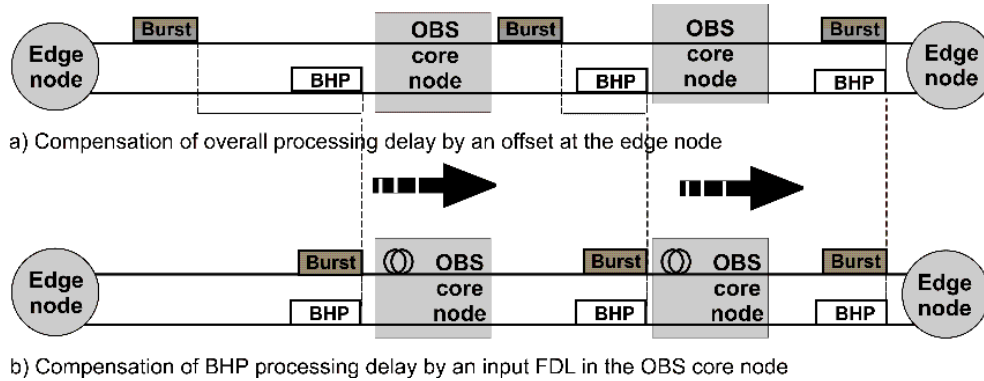 Burst
OBS
core
node
Burst
OBS
core
node
Burst
Edge
node
BHP
BHP
BHP
Edge
node
a) Compensation of overall processing delay by an offset at the edge node
Edge
node
Burst
OBS
core
node
Burst
OBS
core
node
Burst
BHP
BHP
BHP
Edge
node
b) Compensation of BHP processing delay by an input FDL in the OBS core node